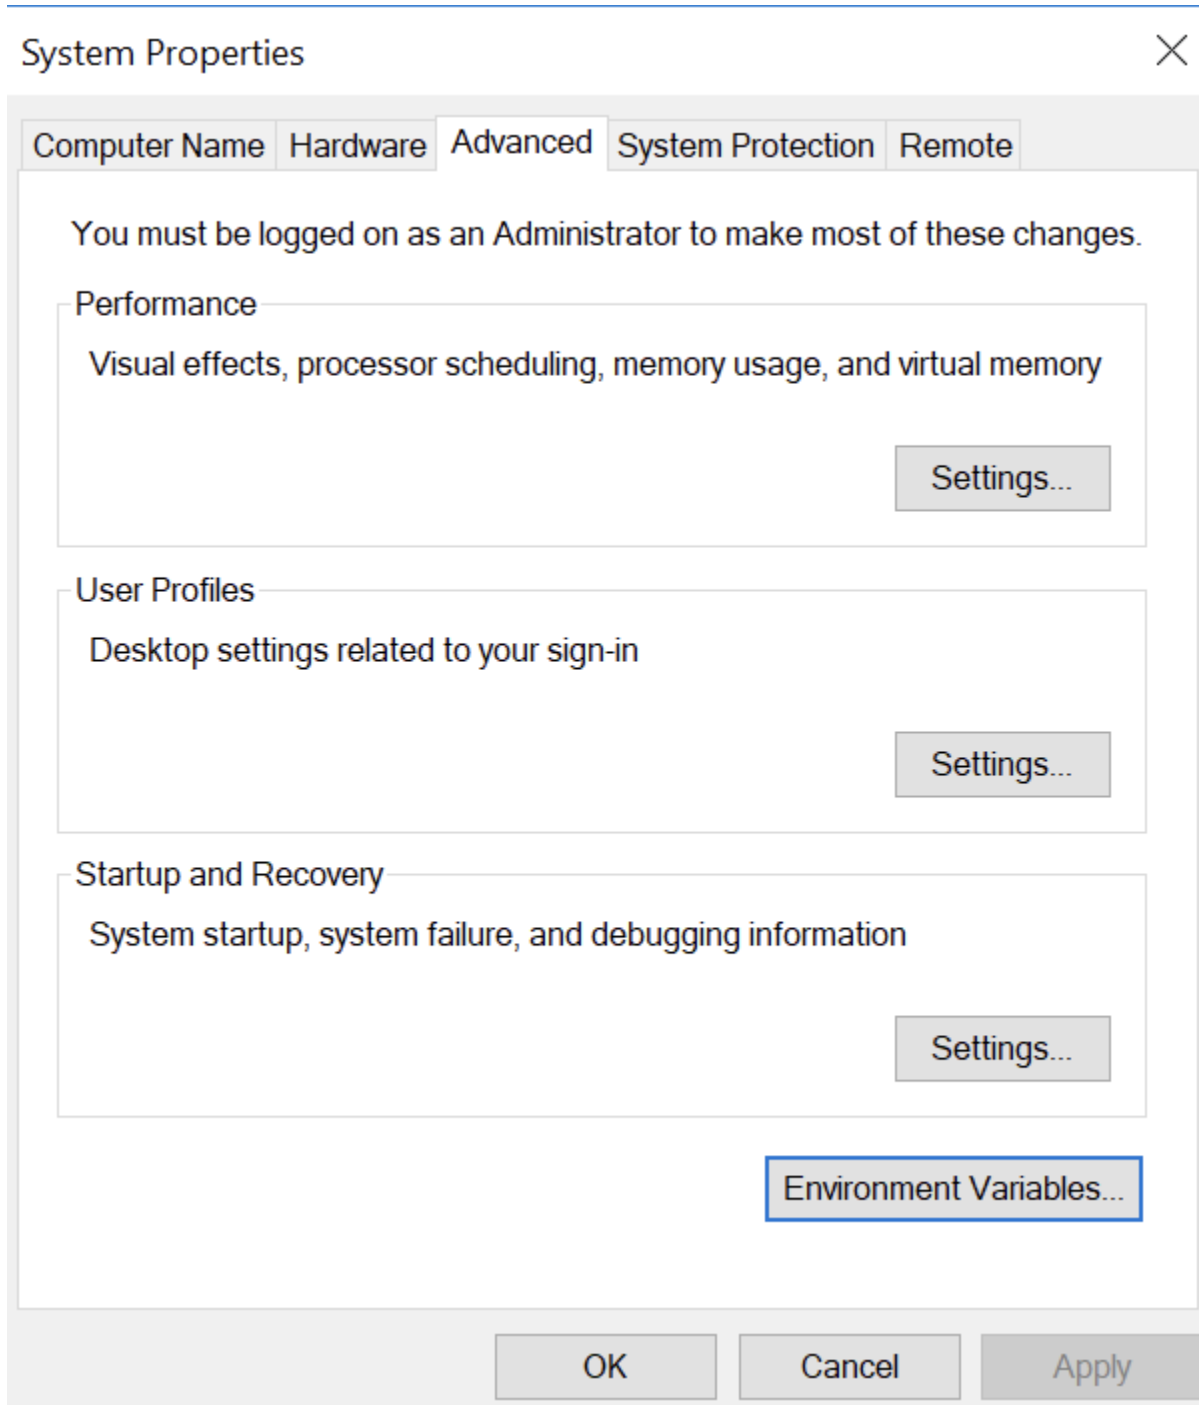 System Properties
Computer Name Hardware Advanced System Protection Remote
You must be logged on as an Administrator to make most of these changes.
Performance
Visual effects, processor scheduling, memory usage, and virtual memory
Settings...
User Profiles
Desktop settings related to your sign-in
Settings...
Startup and Recovery
System startup, system failure, and debugging information
Settings...
Environment Variables...
OK Cancel Apply